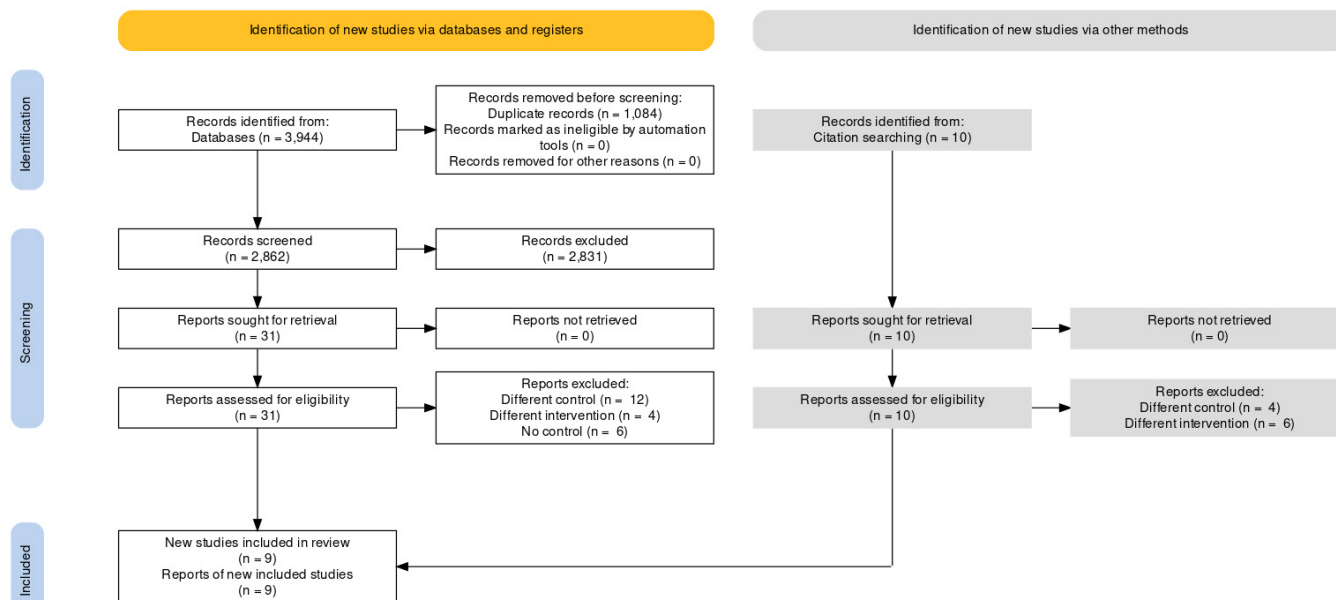 Identification of new studies via databases and registers
Identification of new studies via other methods
Identification
Records identified from:
Databases (n = 3,944)
Records removed before screening:
Duplicate records (n = 1,084)
Records marked as ineligible by automation
tools (n = 0)
Records removed for other reasons (n = 0)
Records identified from:
Citation searching (n = 10)
Screening
Records screened
(n = 2,862)
Records excluded
(n = 2,831)
Reports sought for retrieval
(n = 31)
Reports not retrieved
(n = 0)
Reports sought for retrieval
(n = 10)
Reports not retrieved
(n = 0)
Reports assessed for eligibility
(n = 31)
Reports excluded:
Different control (n = 12)
Different intervention (n = 4)
No control (n = 6)
Reports assessed for eligibility
(n = 10)
Reports excluded:
Different control (n = 4)
Different intervention (n = 6)
Included
New studies included in review
(n = 9)
Reports of new included studies
(n = 9)